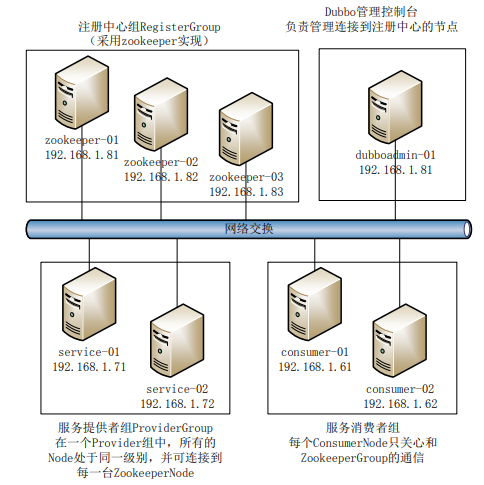 注册中心组RegisterGroup
（采用zookeeper实现）
Dubbo管理控制台
负责管理连接到注册中心的节点
zookeeper-01
192.168.1.81
zookeeper-02
192.168.1.82
zookeeper-03
192.168.1.83
dubboadmin-01
192.168.1.81
网络交换
service-01
192.168.1.71
service-02
192.168.1.72
consumer-01
192.168.1.61
consumer-02
192.168.1.62
服务提供者组ProviderGroup
在一个Provider组中，所有的
Node处于同一级别，并可连接到
每一台ZookeeperNode
服务消费者组
每个ConsumerNode只关心和
ZookeeperGroup的通信